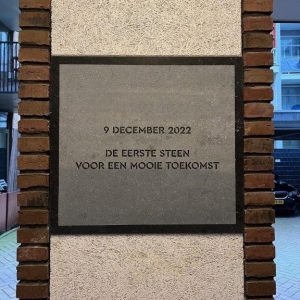 9 DECEMBER 2022
DE EERSTE STEEN
VOOR EEN MOOIE TOEKOMST